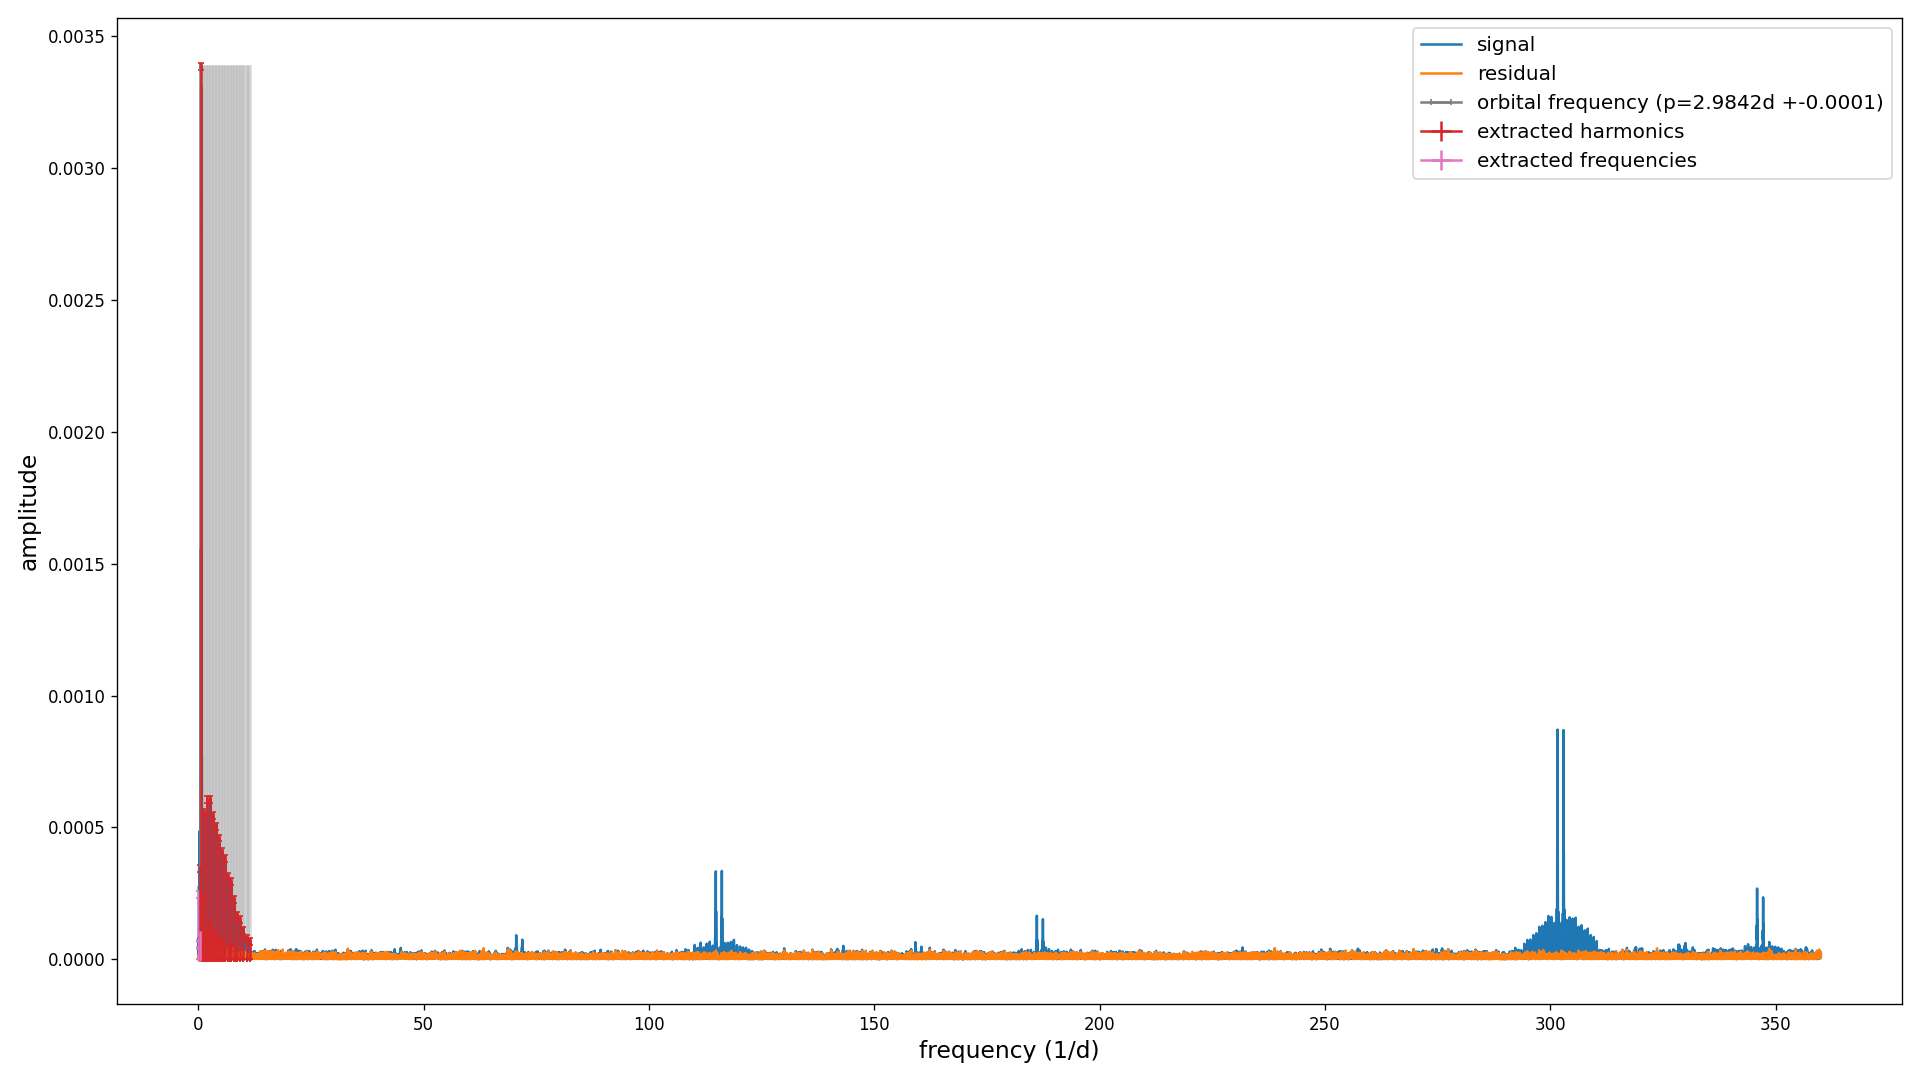 0.0035
0.0030
0.0025
0.0020
0.0015
0.0010
0.0005
0.0000
amplitude
0 50 100 150 200 250 300 350
frequency (1/d)
signal
residual
orbital frequency (p=2.9842d +-0.0001)
extracted harmonics
extracted frequencies